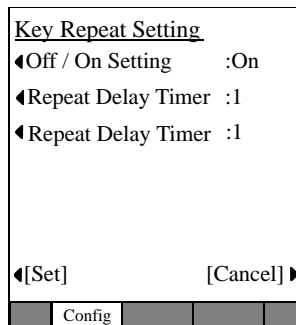 Key Repeat Setting
Off / On Setting :On
Repeat Delay Timer :1
Repeat Delay Timer :1
[Set] [Cancel]
Config